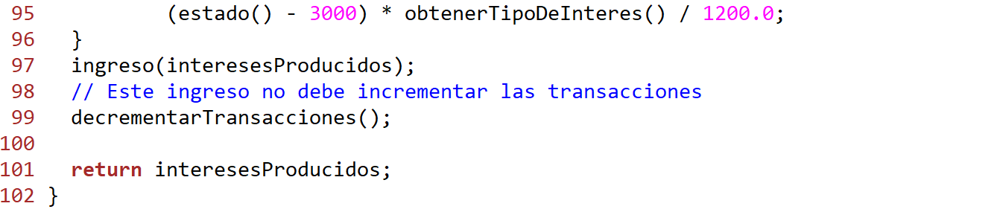 95           (estado() - 3000) * obtenerTipoDeInteres() / 1200.0;
96   }
97   ingreso(interesesProducidos);
98   // Este ingreso no debe incrementar las transacciones
99   decrementarTransacciones();
100
101   return interesesProducidos;
102 }